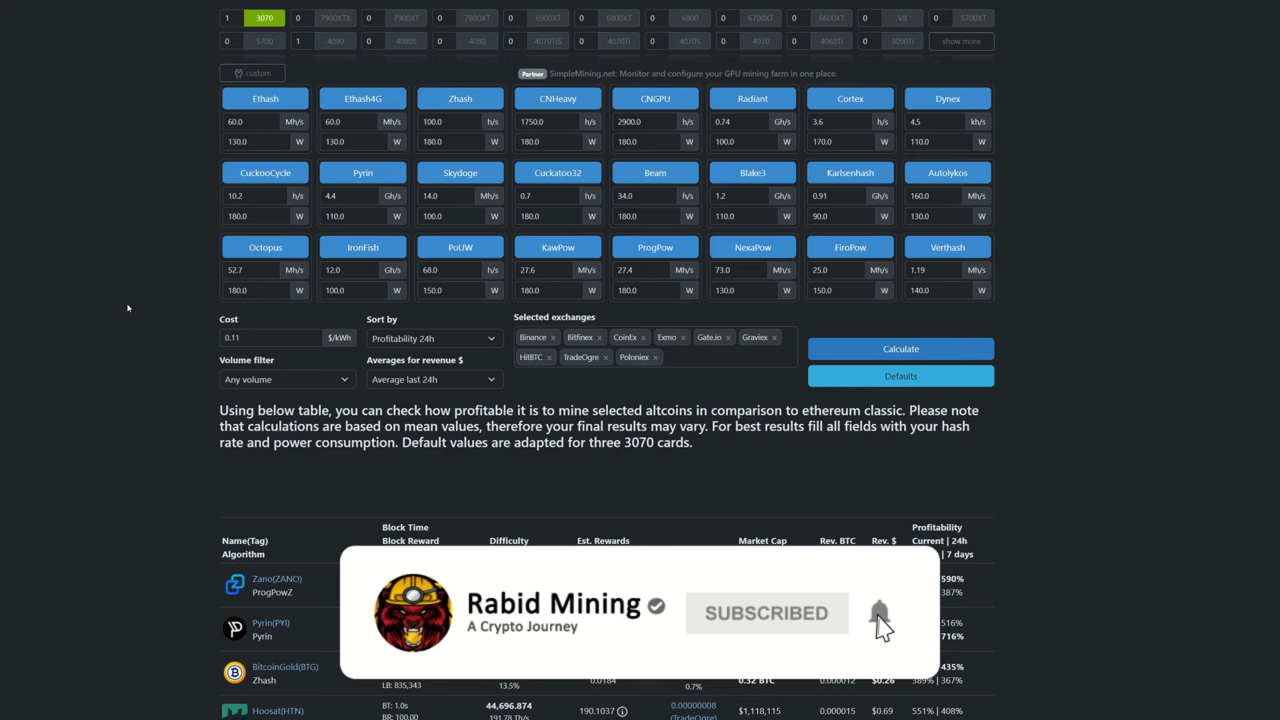 1 3070 0 7900XTX 0 7900XT 0 7800XT 0 6900XT 0 6800XT 0 6800 0 6700XT 0 6600XT 0 VII 0 5700XT
0 5700 1 4090 0 4080S 0 4080 0 4070TiS 0 4070Ti 0 4070S 0 4070 0 4060Ti 0 3090Ti show more
custom Partner SimpleMining.net: Monitor and configure your GPU mining farm in one place.
Ethash Ethash4G Zhash CNHeavy CNGPU Radiant Cortex Dynex
60.0 Mh/s 60.0 Mh/s 100.0 h/s 1750.0 h/s 2900.0 h/s 0.74 Gh/s 3.6 h/s 4.5 kh/s
130.0 W 130.0 W 180.0 W 180.0 W 180.0 W 100.0 W 170.0 W 110.0 W
CuckooCycle Pyrin Skydoge Cuckatoo32 Beam Blake3 Karlsenhash Autolykos
10.2 h/s 4.4 Gh/s 14.0 Mh/s 0.7 h/s 34.0 h/s 1.2 Gh/s 0.91 Gh/s 160.0 Mh/s
180.0 W 110.0 W 100.0 W 180.0 W 180.0 W 110.0 W 90.0 W 130.0 W
Octopus IronFish PoUW KawPow ProgPow NexaPow FiroPow Verthash
52.7 Mh/s 12.0 Gh/s 68.0 h/s 27.6 Mh/s 27.4 Mh/s 73.0 Mh/s 25.0 Mh/s 1.19 Mh/s
180.0 W 100.0 W 150.0 W 180.0 W 180.0 W 130.0 W 150.0 W 140.0 W
Cost Sort by Selected exchanges
0.11 $/kWh Profitability 24h Binance × Bitfinex × CoinEx × Exmo × Gate.io × Graviex × Calculate
Volume filter Averages for revenue $ HitBTC × TradeOgre × Poloniex ×
Any volume Average last 24h Defaults
Using below table, you can check how profitable it is to mine selected altcoins in comparison to ethereum classic. Please note
that calculations are based on mean values, therefore your final results may vary. For best results fill all fields with your hash
rate and power consumption. Default values are adapted for three 3070 cards.
Block Time Profitability
Name(Tag) Block Reward Difficulty Est. Rewards Market Cap Rev. BTC Rev. $ Current | 24h
Algorithm 7 days
Zano(ZANO) 590%
ProgPowZ 387%
Pyrin(PYI) 516%
Pyrin 716%
Rabid Mining SUBSCRIBED
A Crypto Journey
BitcoinGold(BTG) 435%
Zhash LB: 835,343 13.5% 0.0184 0.7% 0.32 BTC 0.000012 $0.26 389% | 367%
Hoosat(HTN) BT: 1.0s 44,696.874 190.1037 0.00000008 $1,118,115 0.000015 $0.69 551% | 408%
BR: 100.00 191.78 Th/s (TradeOgre)